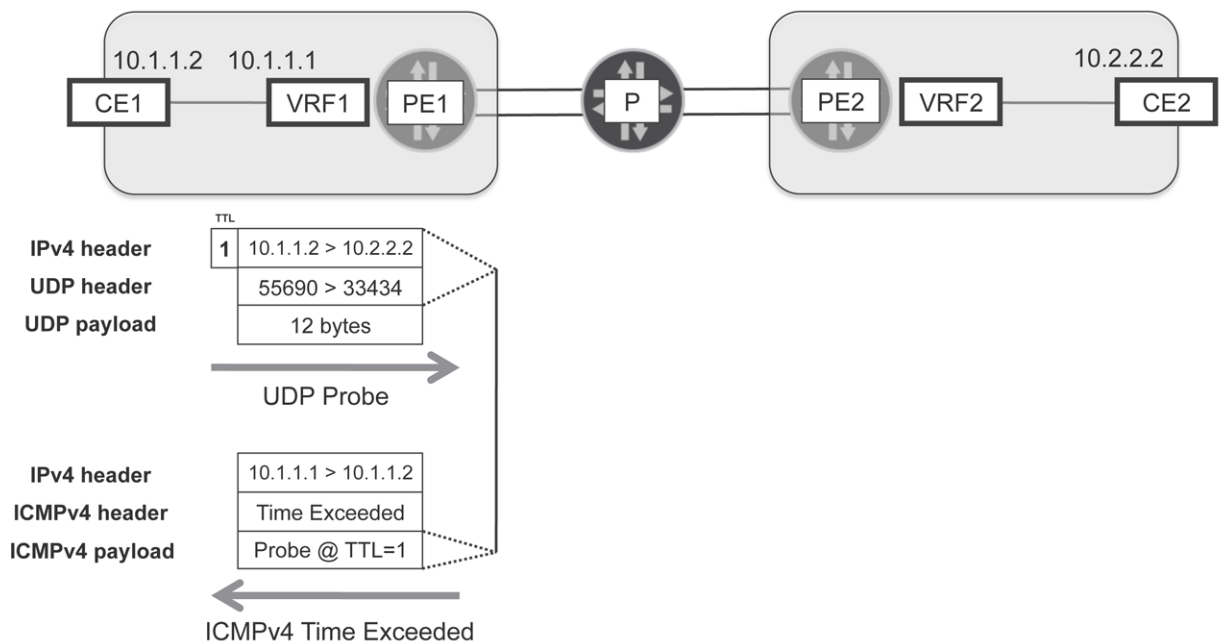 10.1.1.2 10.1.1.1 10.2.2.2
CE1 VRF1 PE1 P PE2 VRF2 CE2
TTL
IPv4 header 1 10.1.1.2 > 10.2.2.2
UDP header 55690 > 33434
UDP payload 12 bytes
UDP Probe
IPv4 header 10.1.1.1 > 10.1.1.2
ICMPv4 header Time Exceeded
ICMPv4 payload Probe @ TTL=1
ICMPv4 Time Exceeded